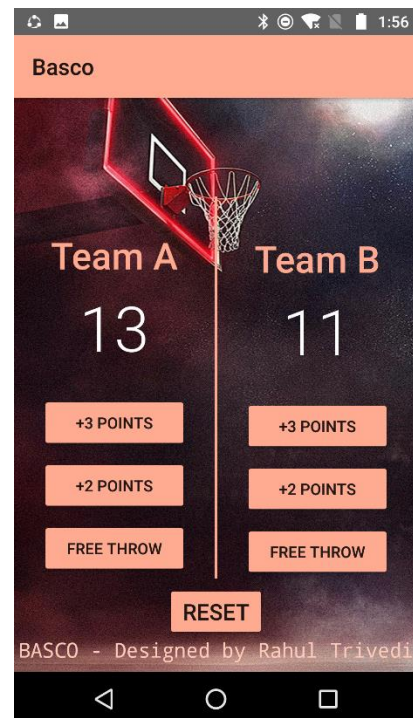 1:56
Basco
Team A
Team B
13
11
+3 POINTS
+3 POINTS
+2 POINTS
+2 POINTS
FREE THROW
FREE THROW
RESET
BASCO - Designed by Rahul Trivedi